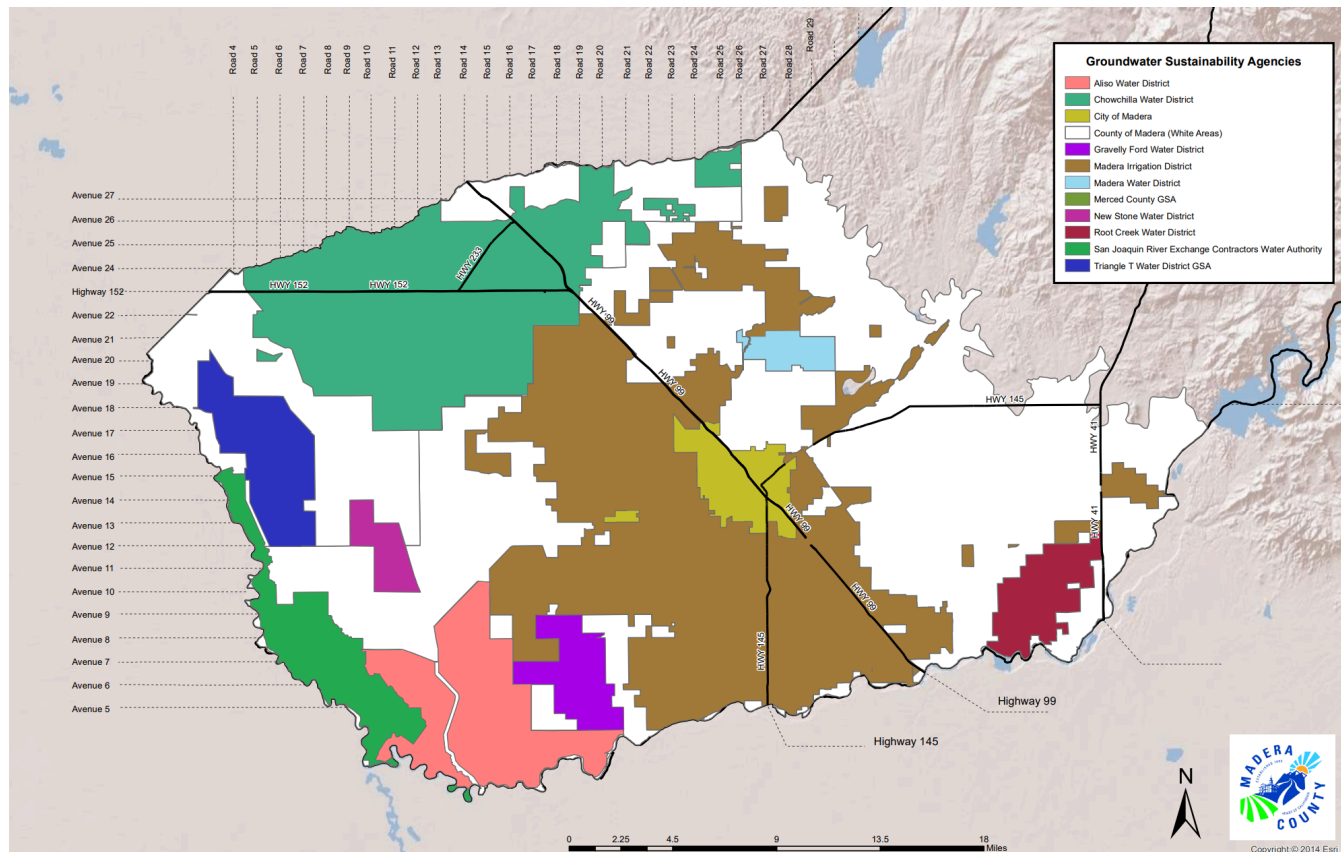 Road 4
Road 5
Road 6
Road 7
Road 8
Road 9
Road 10
Road 11
Road 12
Road 13
Road 14
Road 15
Road 16
Road 17
Road 18
Road 19
Road 20
Road 21
Road 22
Road 23
Road 24
Road 25
Road 26
Road 27
Road 28
Road 29
Groundwater Sustainability Agencies
Aliso Water District
Chowchilla Water District
City of Madera
County of Madera (White Areas)
Gravelly Ford Water District
Madera Irrigation District
Madera Water District
Merced County GSA
New Stone Water District
Root Creek Water District
San Joaquin River Exchange Contractors Water Authority
Triangle T Water District GSA
Avenue 27
Avenue 26
Avenue 25
Avenue 24
Highway 152
Avenue 22
Avenue 21
Avenue 20
Avenue 19
Avenue 18
Avenue 17
Avenue 16
Avenue 15
Avenue 14
Avenue 13
Avenue 12
Avenue 11
Avenue 10
Avenue 9
Avenue 8
Avenue 7
Avenue 6
Avenue 5
HWY 233
HWY 152
HWY 152
HWY 99
HWY 99
HWY 145
HWY 41
HWY 99
HWY 41
HWY 99
HWY 145
Highway 99
Highway 145
N
MADERA
COUNTY
0 2.25 4.5 9 13.5 18
Miles
Copyright:© 2014 Esri